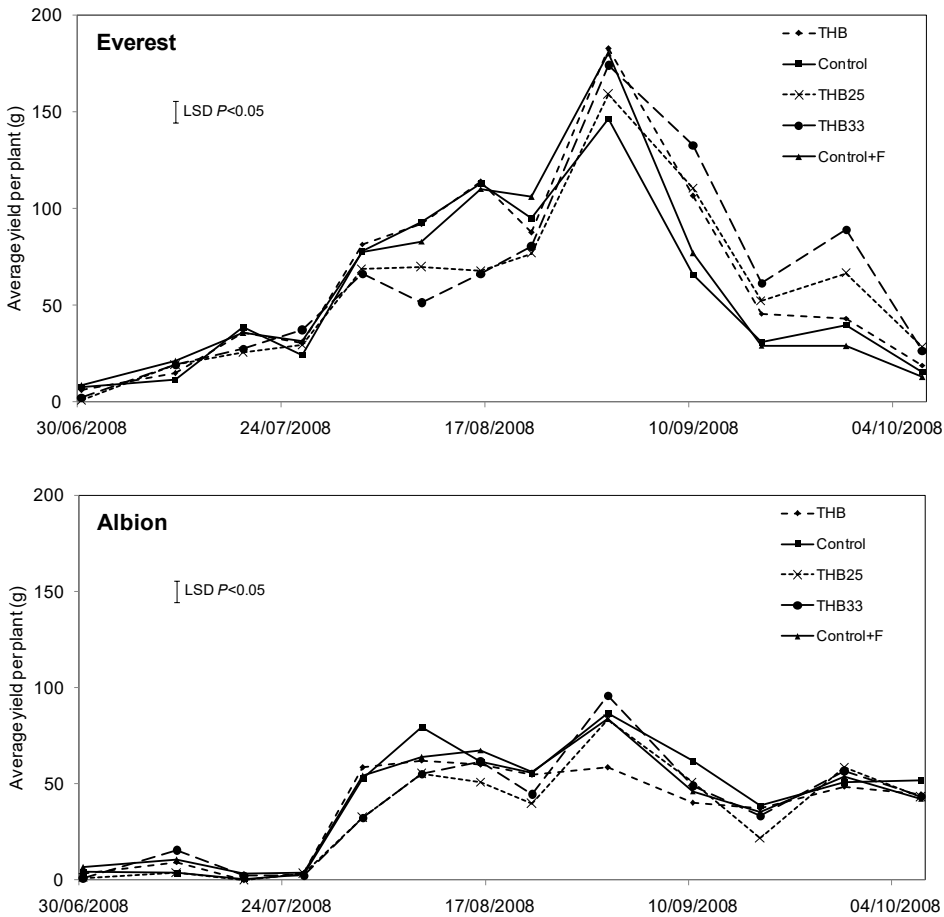 200
Everest
THB
Control
THB25
THB33
Control+F
LSD P<0.05
150
100
50
0
Average yield per plant (g)
30/06/2008 24/07/2008 17/08/2008 10/09/2008 04/10/2008
200
Albion
THB
Control
THB25
THB33
Control+F
LSD P<0.05
150
100
50
0
Average yield per plant (g)
30/06/2008 24/07/2008 17/08/2008 10/09/2008 04/10/2008